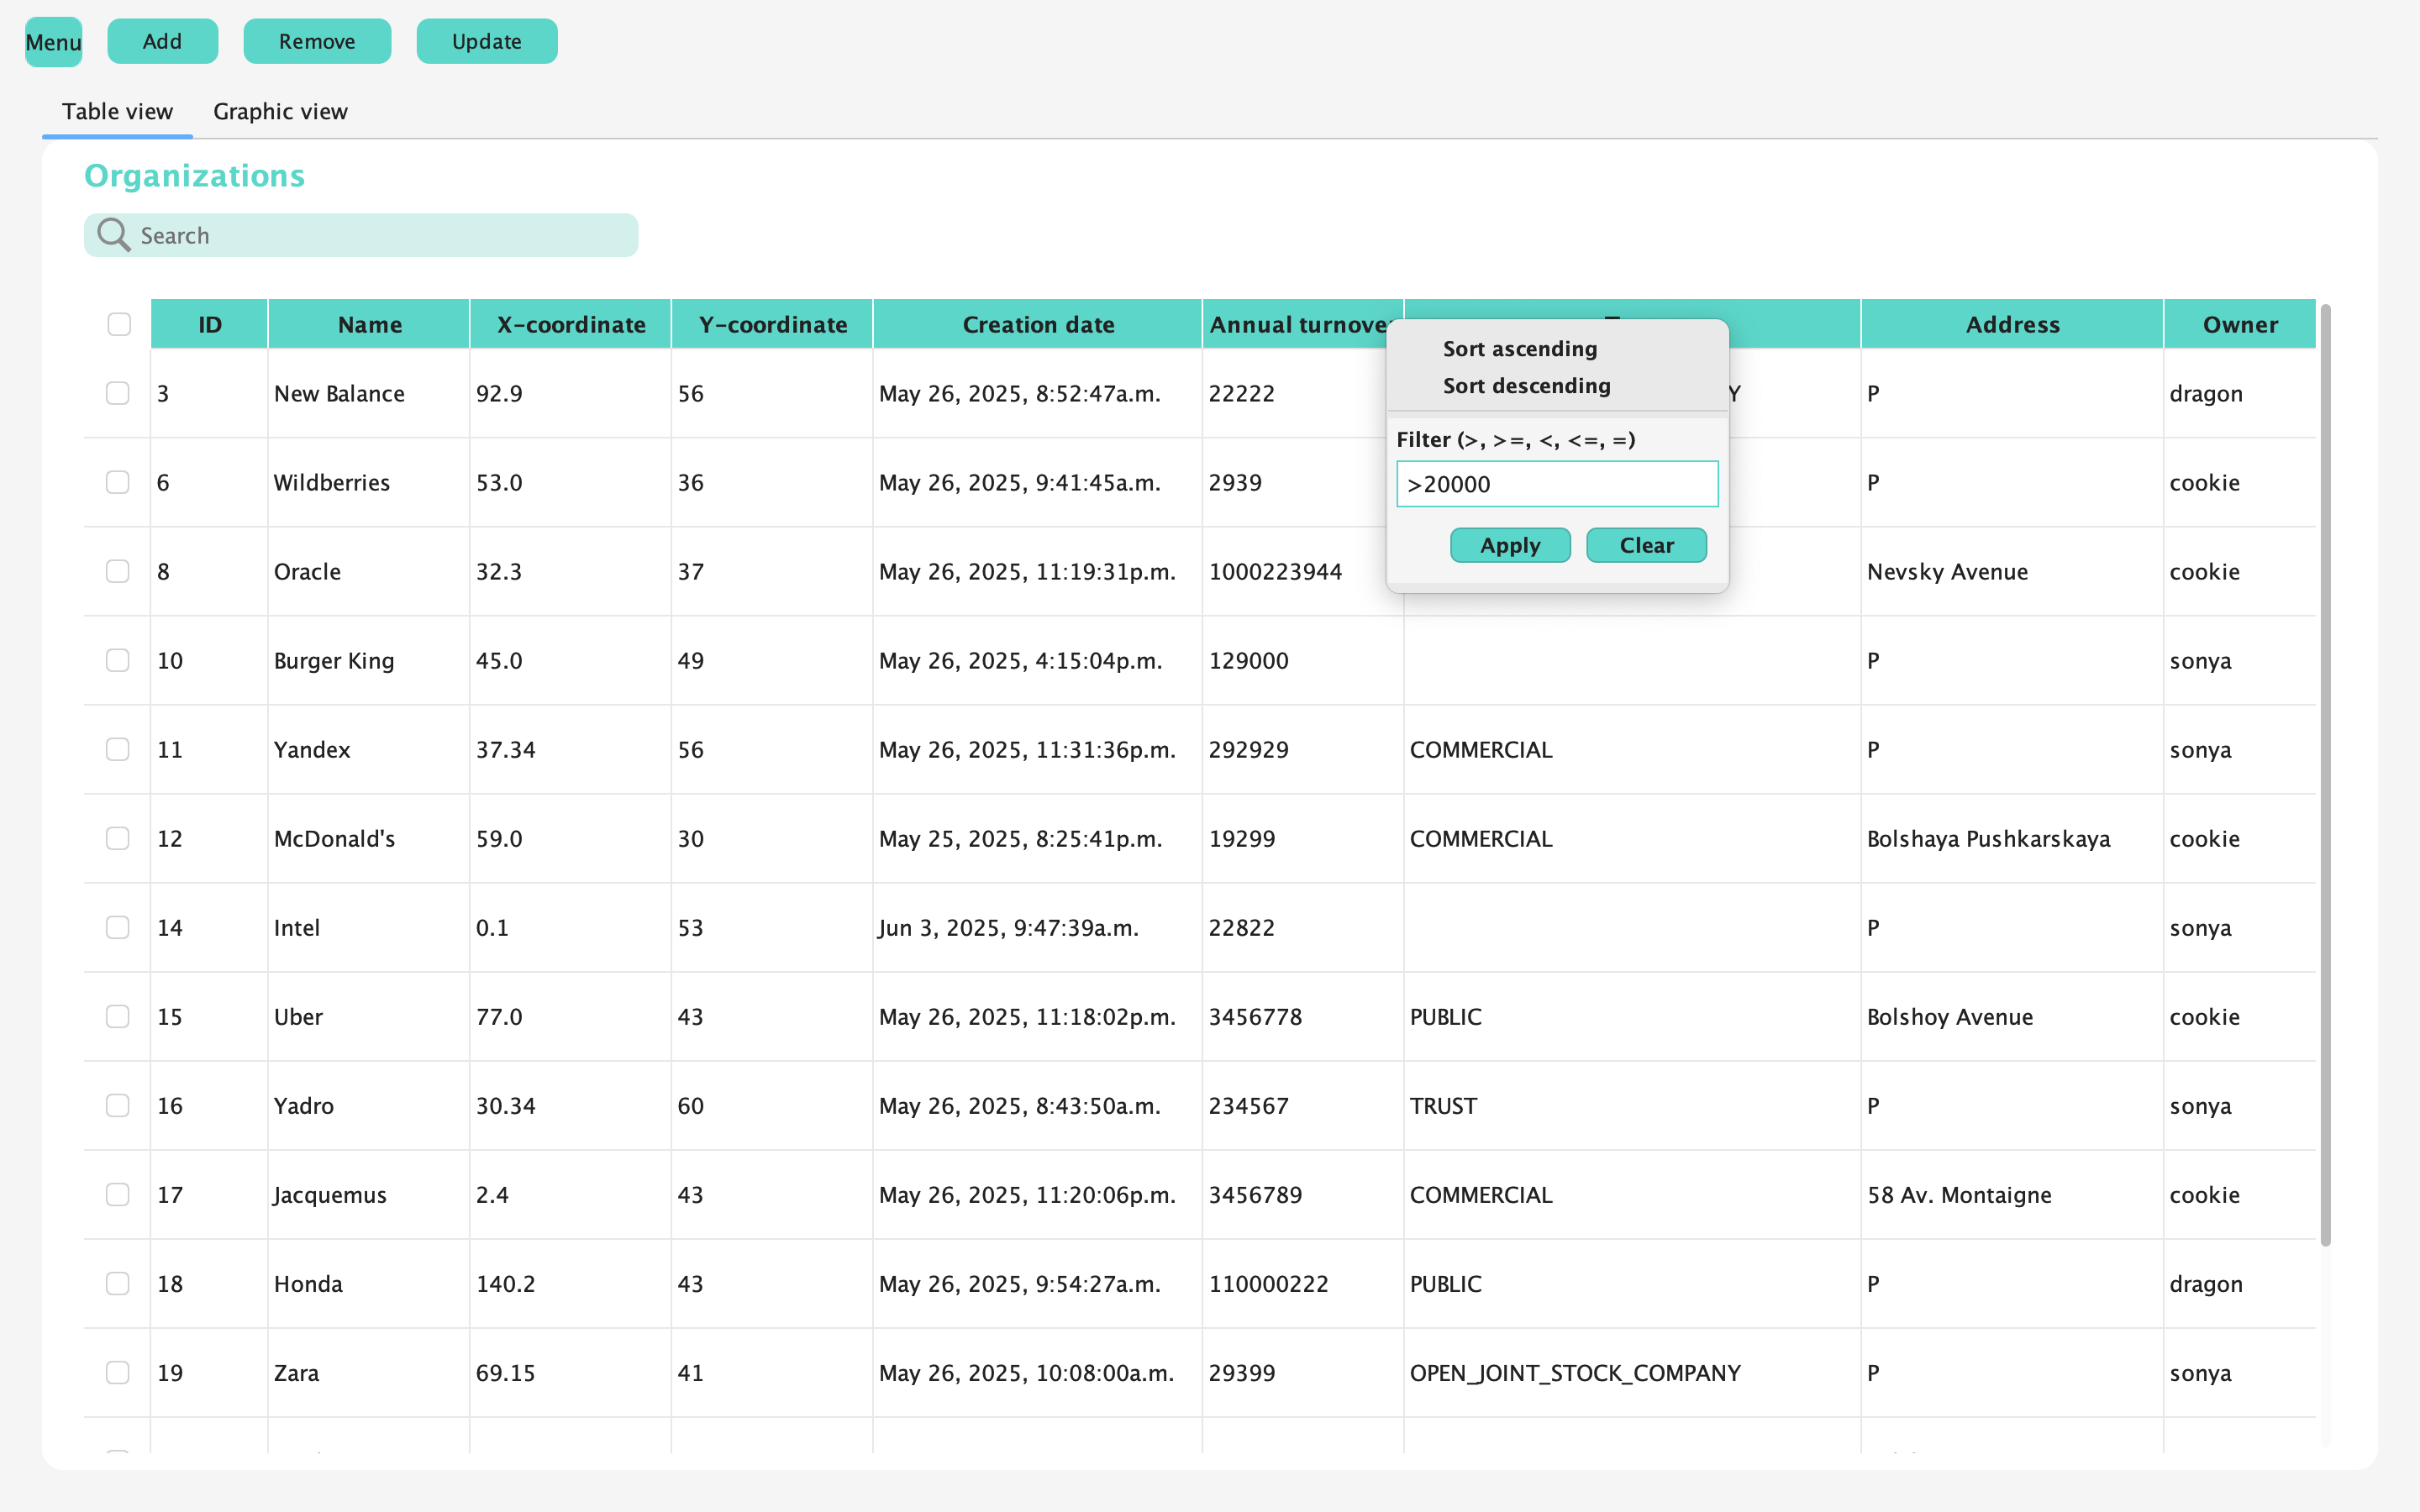 Menu Add Remove Update
Table view Graphic view
Organizations
Search
ID Name X-coordinate Y-coordinate Creation date Annual turnover Address Owner
Sort ascending
Sort descending
Filter (>, >=, <, <=, =)
>20000
Apply Clear
3 New Balance 92.9 56 May 26, 2025, 8:52:47a.m. 22222 Y P dragon
6 Wildberries 53.0 36 May 26, 2025, 9:41:45a.m. 2939 P cookie
8 Oracle 32.3 37 May 26, 2025, 11:19:31p.m. 1000223944 Nevsky Avenue cookie
10 Burger King 45.0 49 May 26, 2025, 4:15:04p.m. 129000 P sonya
11 Yandex 37.34 56 May 26, 2025, 11:31:36p.m. 292929 COMMERCIAL P sonya
12 McDonald's 59.0 30 May 25, 2025, 8:25:41p.m. 19299 COMMERCIAL Bolshaya Pushkarskaya cookie
14 Intel 0.1 53 Jun 3, 2025, 9:47:39a.m. 22822 P sonya
15 Uber 77.0 43 May 26, 2025, 11:18:02p.m. 3456778 PUBLIC Bolshoy Avenue cookie
16 Yadro 30.34 60 May 26, 2025, 8:43:50a.m. 234567 TRUST P sonya
17 Jacquemus 2.4 43 May 26, 2025, 11:20:06p.m. 3456789 COMMERCIAL 58 Av. Montaigne cookie
18 Honda 140.2 43 May 26, 2025, 9:54:27a.m. 110000222 PUBLIC P dragon
19 Zara 69.15 41 May 26, 2025, 10:08:00a.m. 29399 OPEN_JOINT_STOCK_COMPANY P sonya